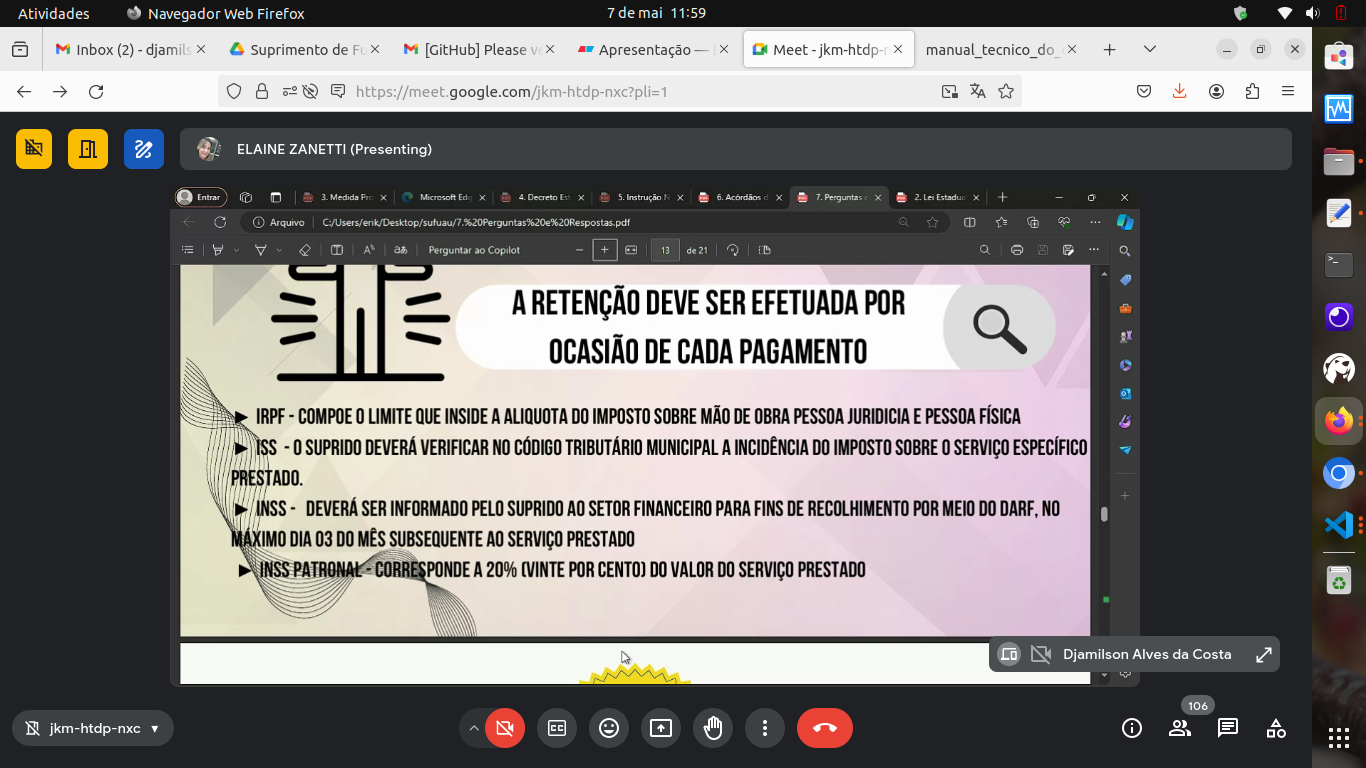 Atividades
Navegador Web Firefox
7 de mai 11:59
Inbox (2) - djamils
Suprimento de Fu
[GitHub] Please ve
Apresentação —
Meet - jkm-htdp-n
manual_tecnico_do_
https://meet.google.com/jkm-htdp-nxc?pli=1
ELAINE ZANETTI (Presenting)
Entrar
3. Medida Pro
Microsoft Edg
4. Decreto Est
5. Instrução N
6. Acórdãos d
7. Perguntas e
2. Lei Estadua
Arquivo
C:/Users/erik/Desktop/sufuau/7.%20Perguntas%20e%20Respostas.pdf
Perguntar ao Copilot
13
de 21
A RETENÇÃO DEVE SER EFETUADA POR
OCASIÃO DE CADA PAGAMENTO
► IRPF - COMPOE O LIMITE QUE INSIDE A ALIQUOTA DO IMPOSTO SOBRE MÃO DE OBRA PESSOA JURIDICIA E PESSOA FÍSICA
► ISS - O SUPRIDO DEVERÁ VERIFICAR NO CÓDIGO TRIBUTÁRIO MUNICIPAL A INCIDÊNCIA DO IMPOSTO SOBRE O SERVIÇO ESPECÍFICO
PRESTADO.
► INSS - DEVERÁ SER INFORMADO PELO SUPRIDO AO SETOR FINANCEIRO PARA FINS DE RECOLHIMENTO POR MEIO DO DARF, NO
MÁXIMO DIA 03 DO MÊS SUBSEQUENTE AO SERVIÇO PRESTADO
► INSS PATRONAL - CORRESPONDE A 20% (VINTE POR CENTO) DO VALOR DO SERVIÇO PRESTADO
Djamilson Alves da Costa
106
jkm-htdp-nxc